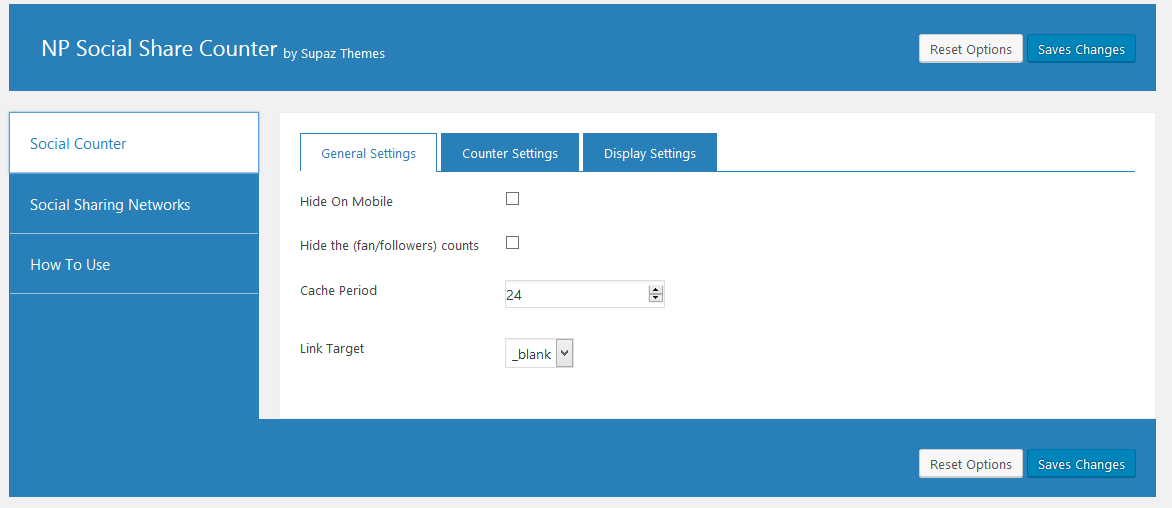 NP Social Share Counter by Supaz Themes
Reset Options
Saves Changes
Social Counter
Social Sharing Networks
How To Use
General Settings
Counter Settings
Display Settings
Hide On Mobile
Hide the (fan/followers) counts
Cache Period
24
Link Target
_blank
Reset Options
Saves Changes